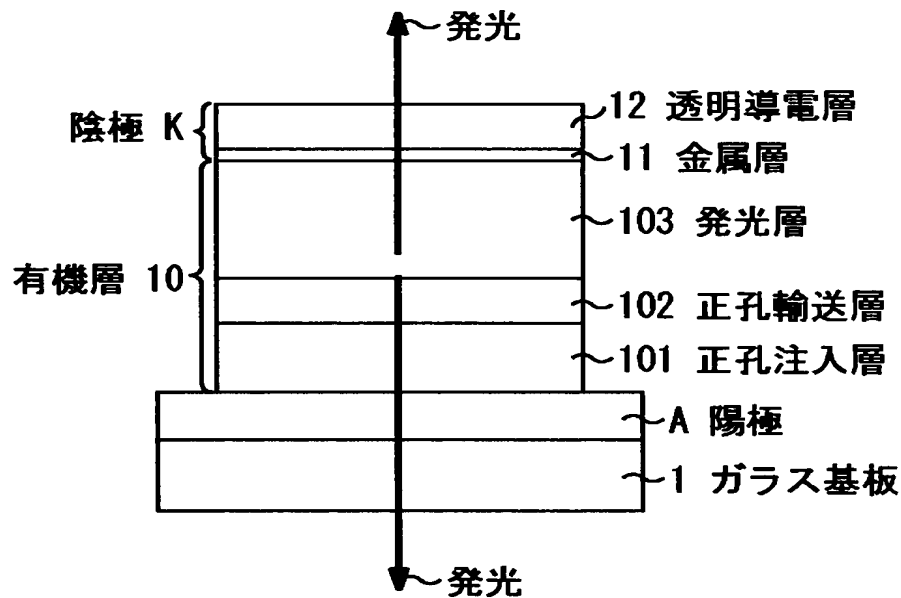 発光
陰極 K
12 透明導電層
11 金属層
103 発光層
有機層 10
102 正孔輸送層
101 正孔注入層
A 陽極
1 ガラス基板
発光